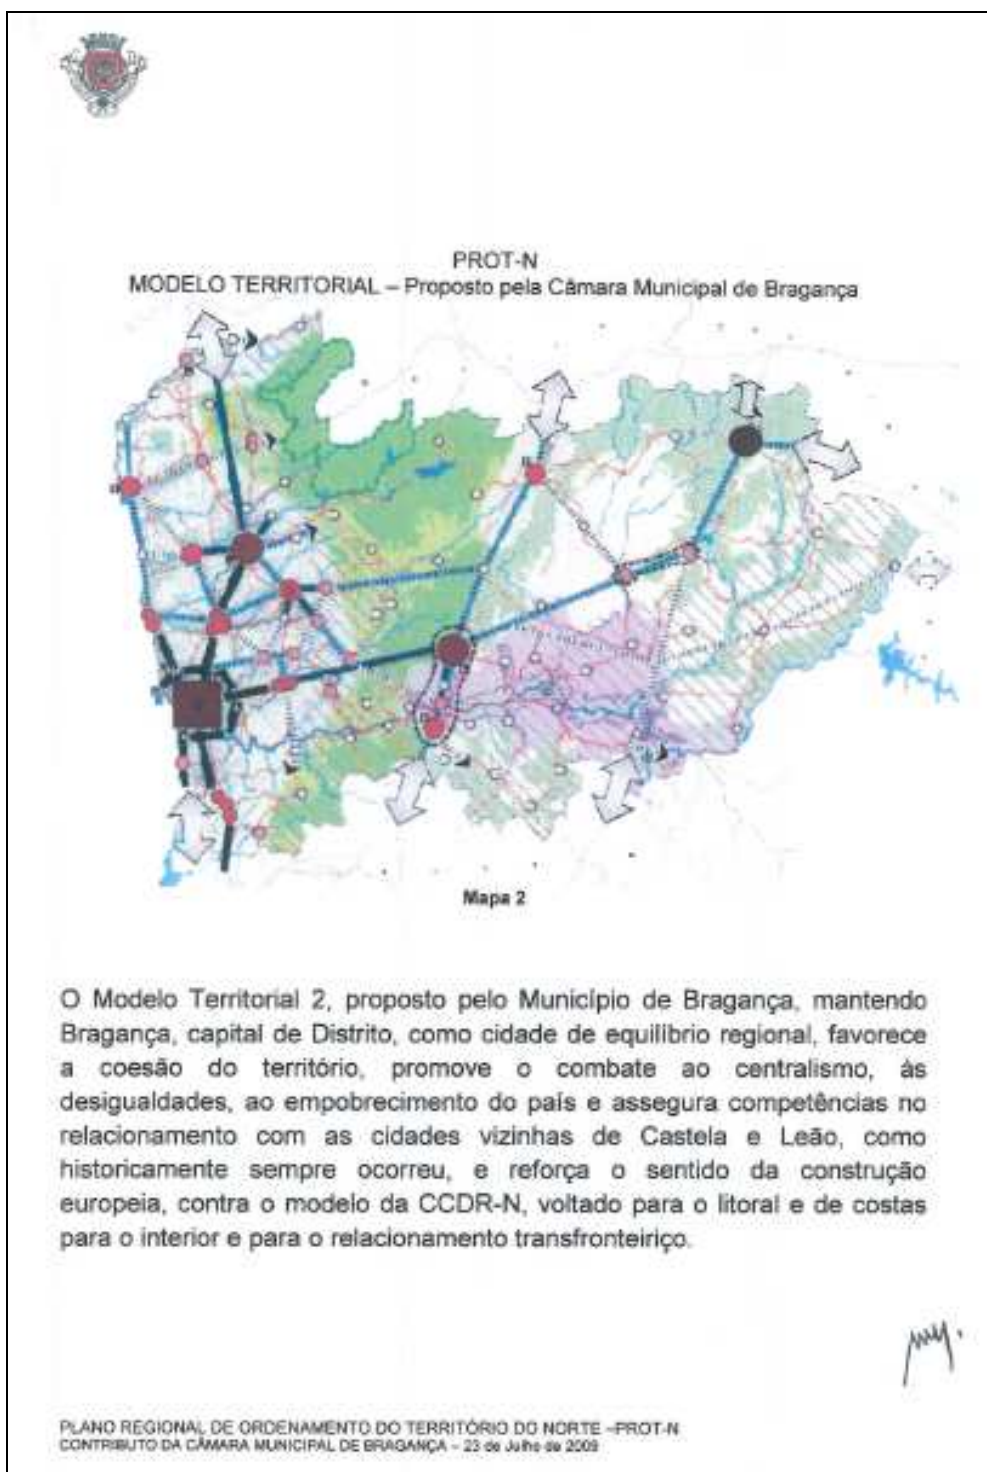 PROT-N
MODELO TERRITORIAL – Proposto pela Câmara Municipal de Bragança
Mapa 2
O Modelo Territorial 2, proposto pelo Município de Bragança, mantendo
Bragança, capital de Distrito, como cidade de equilíbrio regional, favorece
a coesão do território, promove o combate ao centralismo, às
desigualdades, ao empobrecimento do país e assegura competências no
relacionamento com as cidades vizinhas de Castela e Leão, como
historicamente sempre ocorreu, e reforça o sentido da construção
europeia, contra o modelo da CCDR-N, voltado para o litoral e de costas
para o interior e para o relacionamento transfronteiriço.
PLANO REGIONAL DE ORDENAMENTO DO TERRITÓRIO DO NORTE –PROT-N
CONTRIBUTO DA CÂMARA MUNICIPAL DE BRAGANÇA – 23 de Julho de 2009